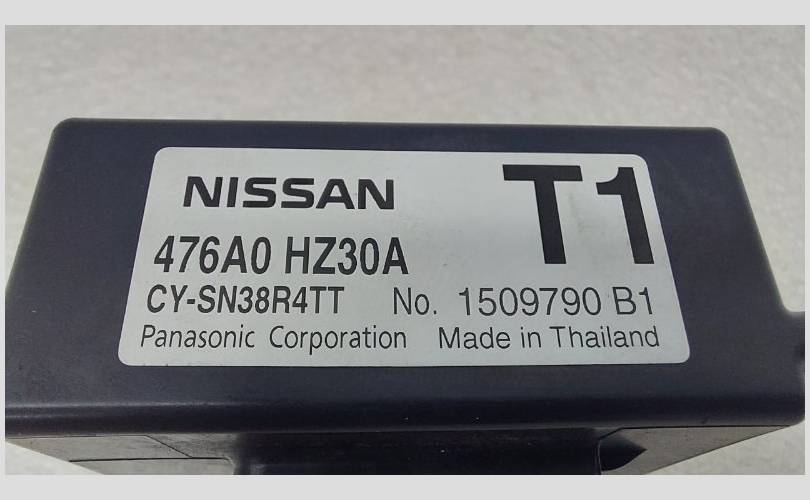 NISSAN T1
476A0 HZ30A
CY-SN38R4TT No. 1509790 B1
Panasonic Corporation Made in Thailand